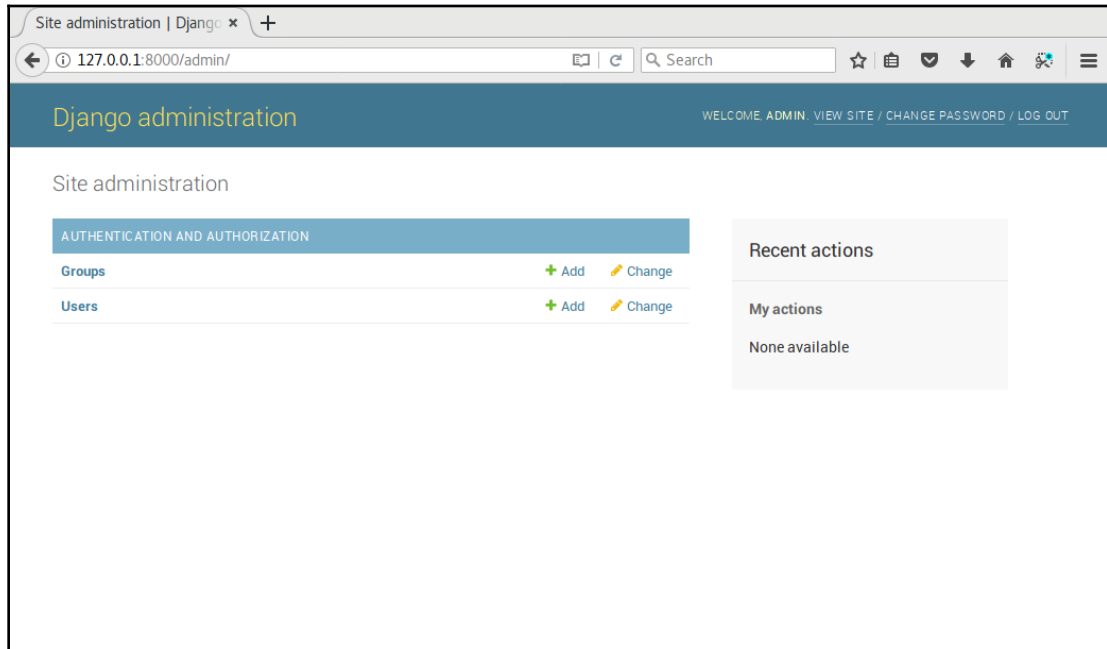 Site administration | Django
127.0.0.1:8000/admin/
Search
Django administration
WELCOME, ADMIN. VIEW SITE / CHANGE PASSWORD / LOG OUT
Site administration
AUTHENTICATION AND AUTHORIZATION
Groups Add Change
Users Add Change
Recent actions
My actions
None available